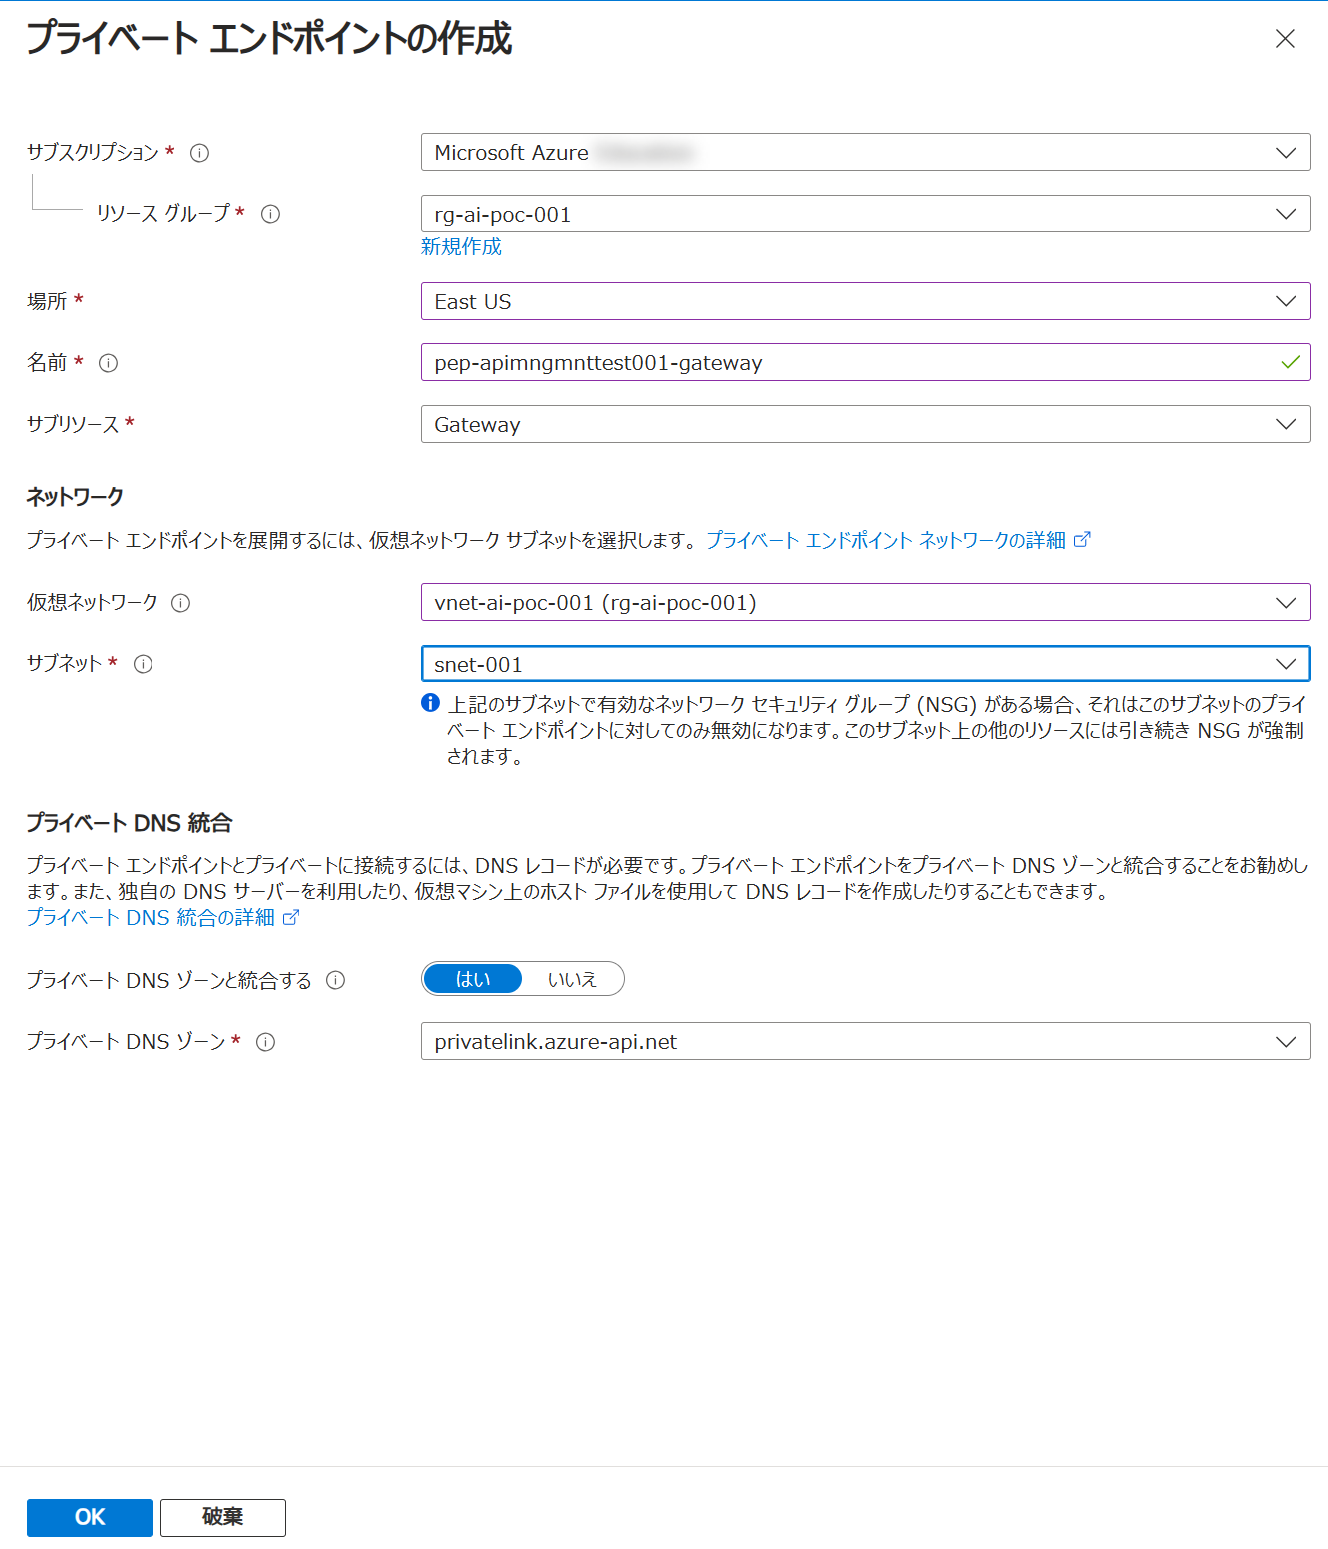 プライベート エンドポイントの作成
サブスクリプション *
Microsoft Azure
リソース グループ *
rg-ai-poc-001
新規作成
場所 *
East US
名前 *
pep-apimngmnttest001-gateway
サブリソース *
Gateway
ネットワーク
プライベート エンドポイントを展開するには、仮想ネットワーク サブネットを選択します。 プライベート エンドポイント ネットワークの詳細
仮想ネットワーク
vnet-ai-poc-001 (rg-ai-poc-001)
サブネット *
snet-001
上記のサブネットで有効なネットワーク セキュリティ グループ (NSG) がある場合、それはこのサブネットのプライ
ベート エンドポイントに対してのみ無効になります。このサブネット上の他のリソースには引き続き NSG が強制
されます。
プライベート DNS 統合
プライベート エンドポイントとプライベートに接続するには、DNS レコードが必要です。プライベート エンドポイントをプライベート DNS ゾーンと統合することをお勧めし
ます。また、独自の DNS サーバーを利用したり、仮想マシン上のホスト ファイルを使用して DNS レコードを作成したりすることもできます。
プライベート DNS 統合の詳細
プライベート DNS ゾーンと統合する
はい いいえ
プライベート DNS ゾーン *
privatelink.azure-api.net
OK 破棄